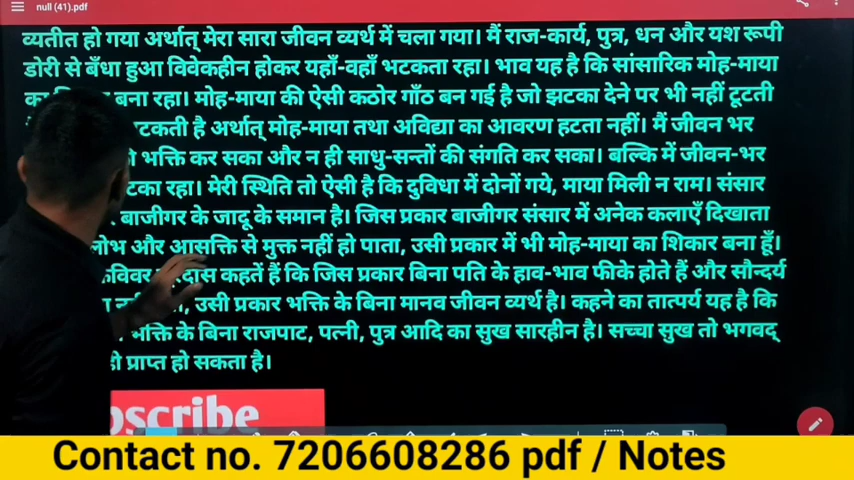 null (41).pdf
व्यतीत हो गया अर्थात् मेरा सारा जीवन व्यर्थ में चला गया। मैं राज-कार्य, पुत्र, धन और यश रूपी
डोरी से बँधा हुआ विवेकहीन होकर यहाँ-वहाँ भटकता रहा। भाव यह है कि सांसारिक मोह-माया
बना रहा। मोह-माया की ऐसी कठोर गाँठ बन गई है जो झटका देने पर भी नहीं टूटती
टकती है अर्थात् मोह-माया तथा अविद्या का आवरण हटता नहीं। मैं जीवन भर
भक्ति कर सका और न ही साधु-सन्तों की संगति कर सका। बल्कि में जीवन-भर
टका रहा। मेरी स्थिति तो ऐसी है कि दुविधा में दोनों गये, माया मिली न राम। संसार
बाजीगर के जादू के समान है। जिस प्रकार बाजीगर संसार में अनेक कलाएँ दिखाता
लोभ और आसक्ति से मुक्त नहीं हो पाता, उसी प्रकार में भी मोह-माया का शिकार बना हूँ।
कहतें हैं कि जिस प्रकार बिना पति के हाव-भाव फीके होते हैं और सौन्दर्य
उसी प्रकार भक्ति के बिना मानव जीवन व्यर्थ है। कहने का तात्पर्य यह है कि
भक्ति के बिना राजपाट, पत्नी, पुत्र आदि का सुख सारहीन है। सच्चा सुख तो भगवद्
प्राप्त हो सकता है।
scribe
Contact no. 7206608286 pdf / Notes